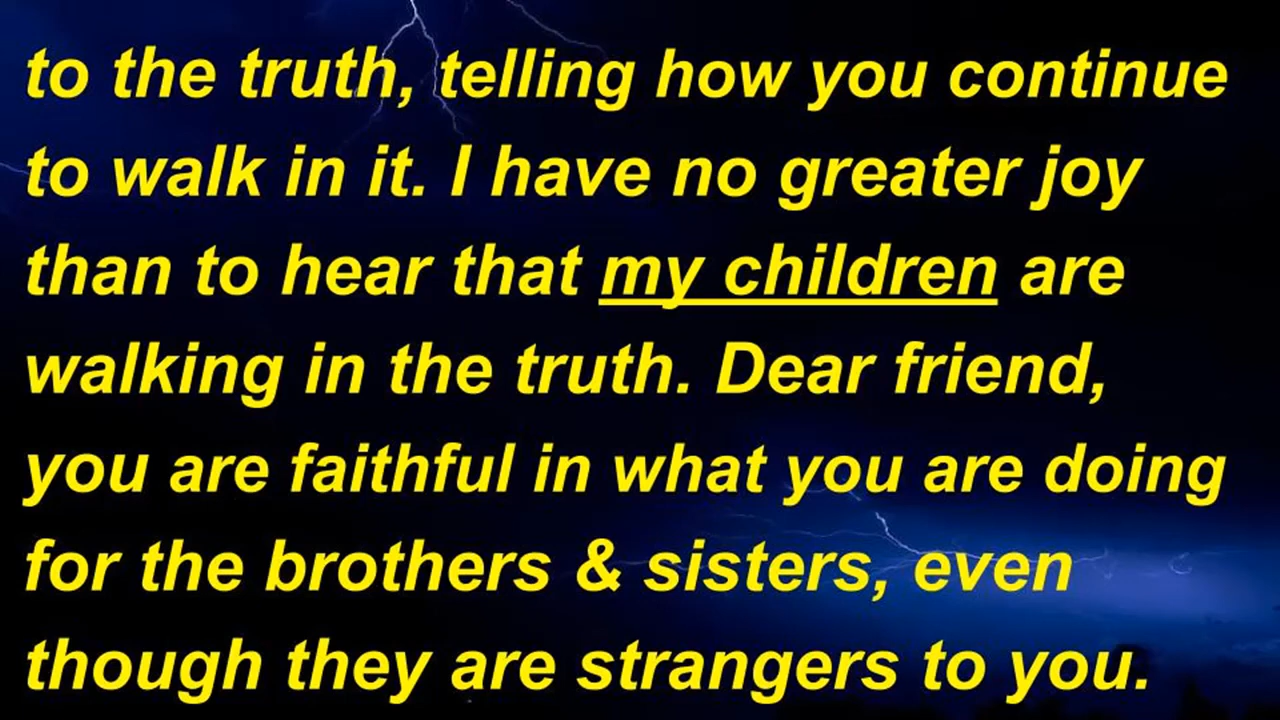 to the truth, telling how you continue
to walk in it. I have no greater joy
than to hear that my children are
walking in the truth. Dear friend,
you are faithful in what you are doing
for the brothers & sisters, even
though they are strangers to you.